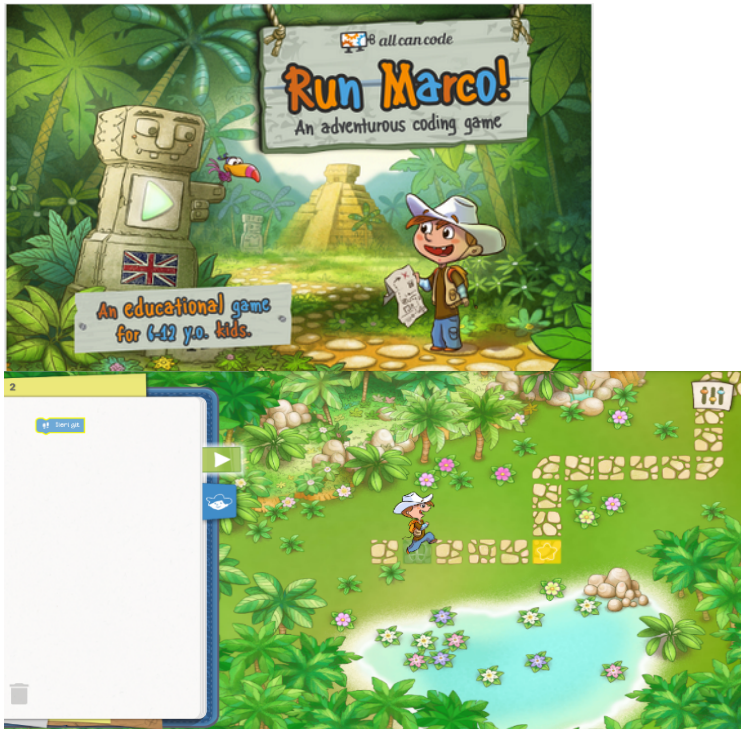 all can code
Run Marco!
An adventurous coding game
An educational game
for 6-12 y.o. kids.
2